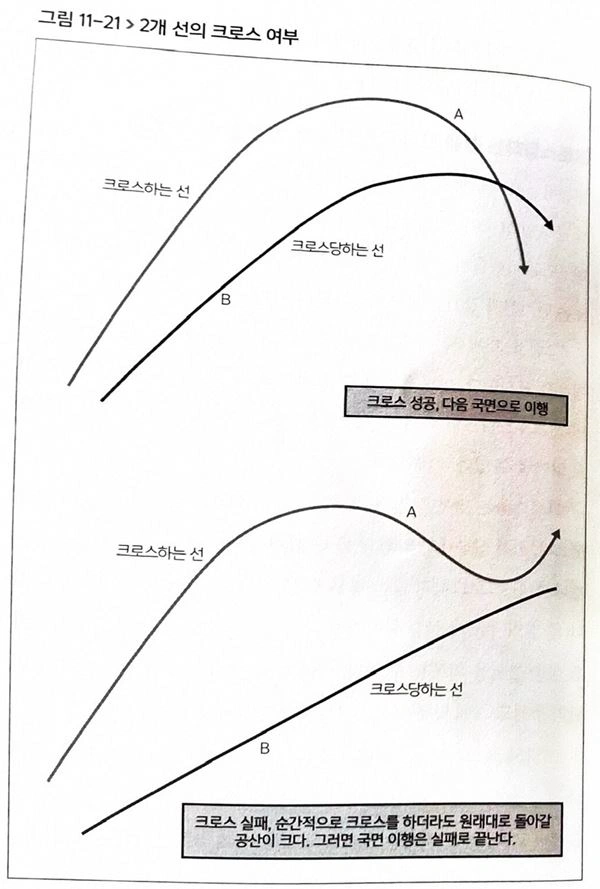 그림 11-21 > 2개 선의 크로스 여부
A
크로스하는 선
크로스당하는 선
B
크로스 성공, 다음 국면으로 이행
A
크로스하는 선
크로스당하는 선
B
크로스 실패, 순간적으로 크로스를 하더라도 원래대로 돌아갈
공산이 크다. 그러면 국면 이행은 실패로 끝난다.